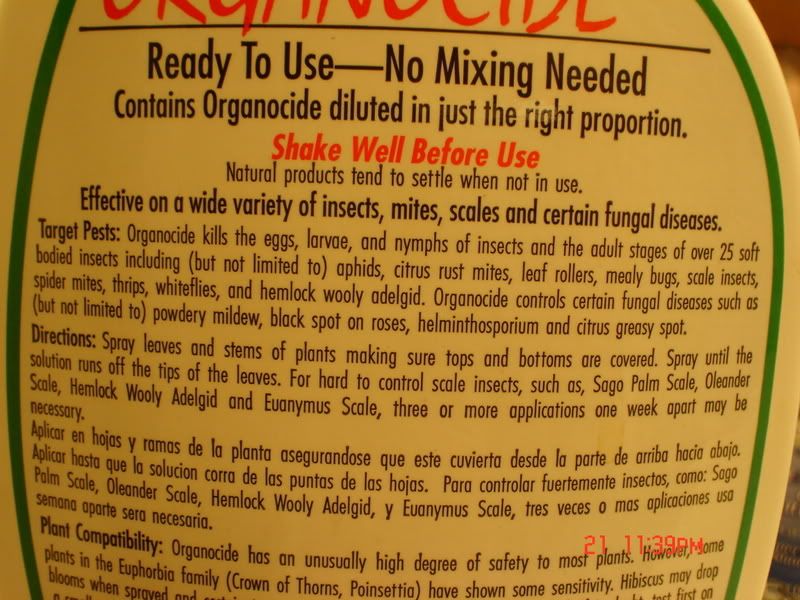 ORGANOCIDE
Ready To Use—No Mixing Needed
Contains Organocide diluted in just the right proportion.
Shake Well Before Use
Natural products tend to settle when not in use.
Effective on a wide variety of insects, mites, scales and certain fungal diseases.
Target Pests: Organocide kills the eggs, larvae, and nymphs of insects and the adult stages of over 25 soft
bodied insects including (but not limited to) aphids, citrus rust mites, leaf rollers, mealy bugs, scale insects,
spider mites, thrips, whiteflies, and hemlock wooly adelgid. Organocide controls certain fungal diseases such as
(but not limited to) powdery mildew, black spot on roses, helminthosporium and citrus greasy spot.
Directions: Spray leaves and stems of plants making sure tops and bottoms are covered. Spray until the
solution runs off the tips of the leaves. For hard to control scale insects, such as, Sago Palm Scale, Oleander
Scale, Hemlock Wooly Adelgid and Euanymus Scale, three or more applications one week apart may be
necessary.
Aplicar en hojas y ramas de la planta asegurandose que este cuvierta desde la parte de arriba hacia abajo.
Aplicar hasta que la solucion corra de las puntas de las hojas. Para controlar fuertemente insectos, como: Sago
Palm Scale, Oleander Scale, Hemlock Wooly Adelgid, y Euanymus Scale, tres veces o mas aplicaciones usa
semana aparte sera necesaria.
Plant Compatibility: Organocide has an unusually high degree of safety to most plants. However, some
plants in the Euphorbia family (Crown of Thorns, Poinsettia) have shown some sensitivity. Hibiscus may drop
blooms when sprayed and
test first on
21 11:39PM